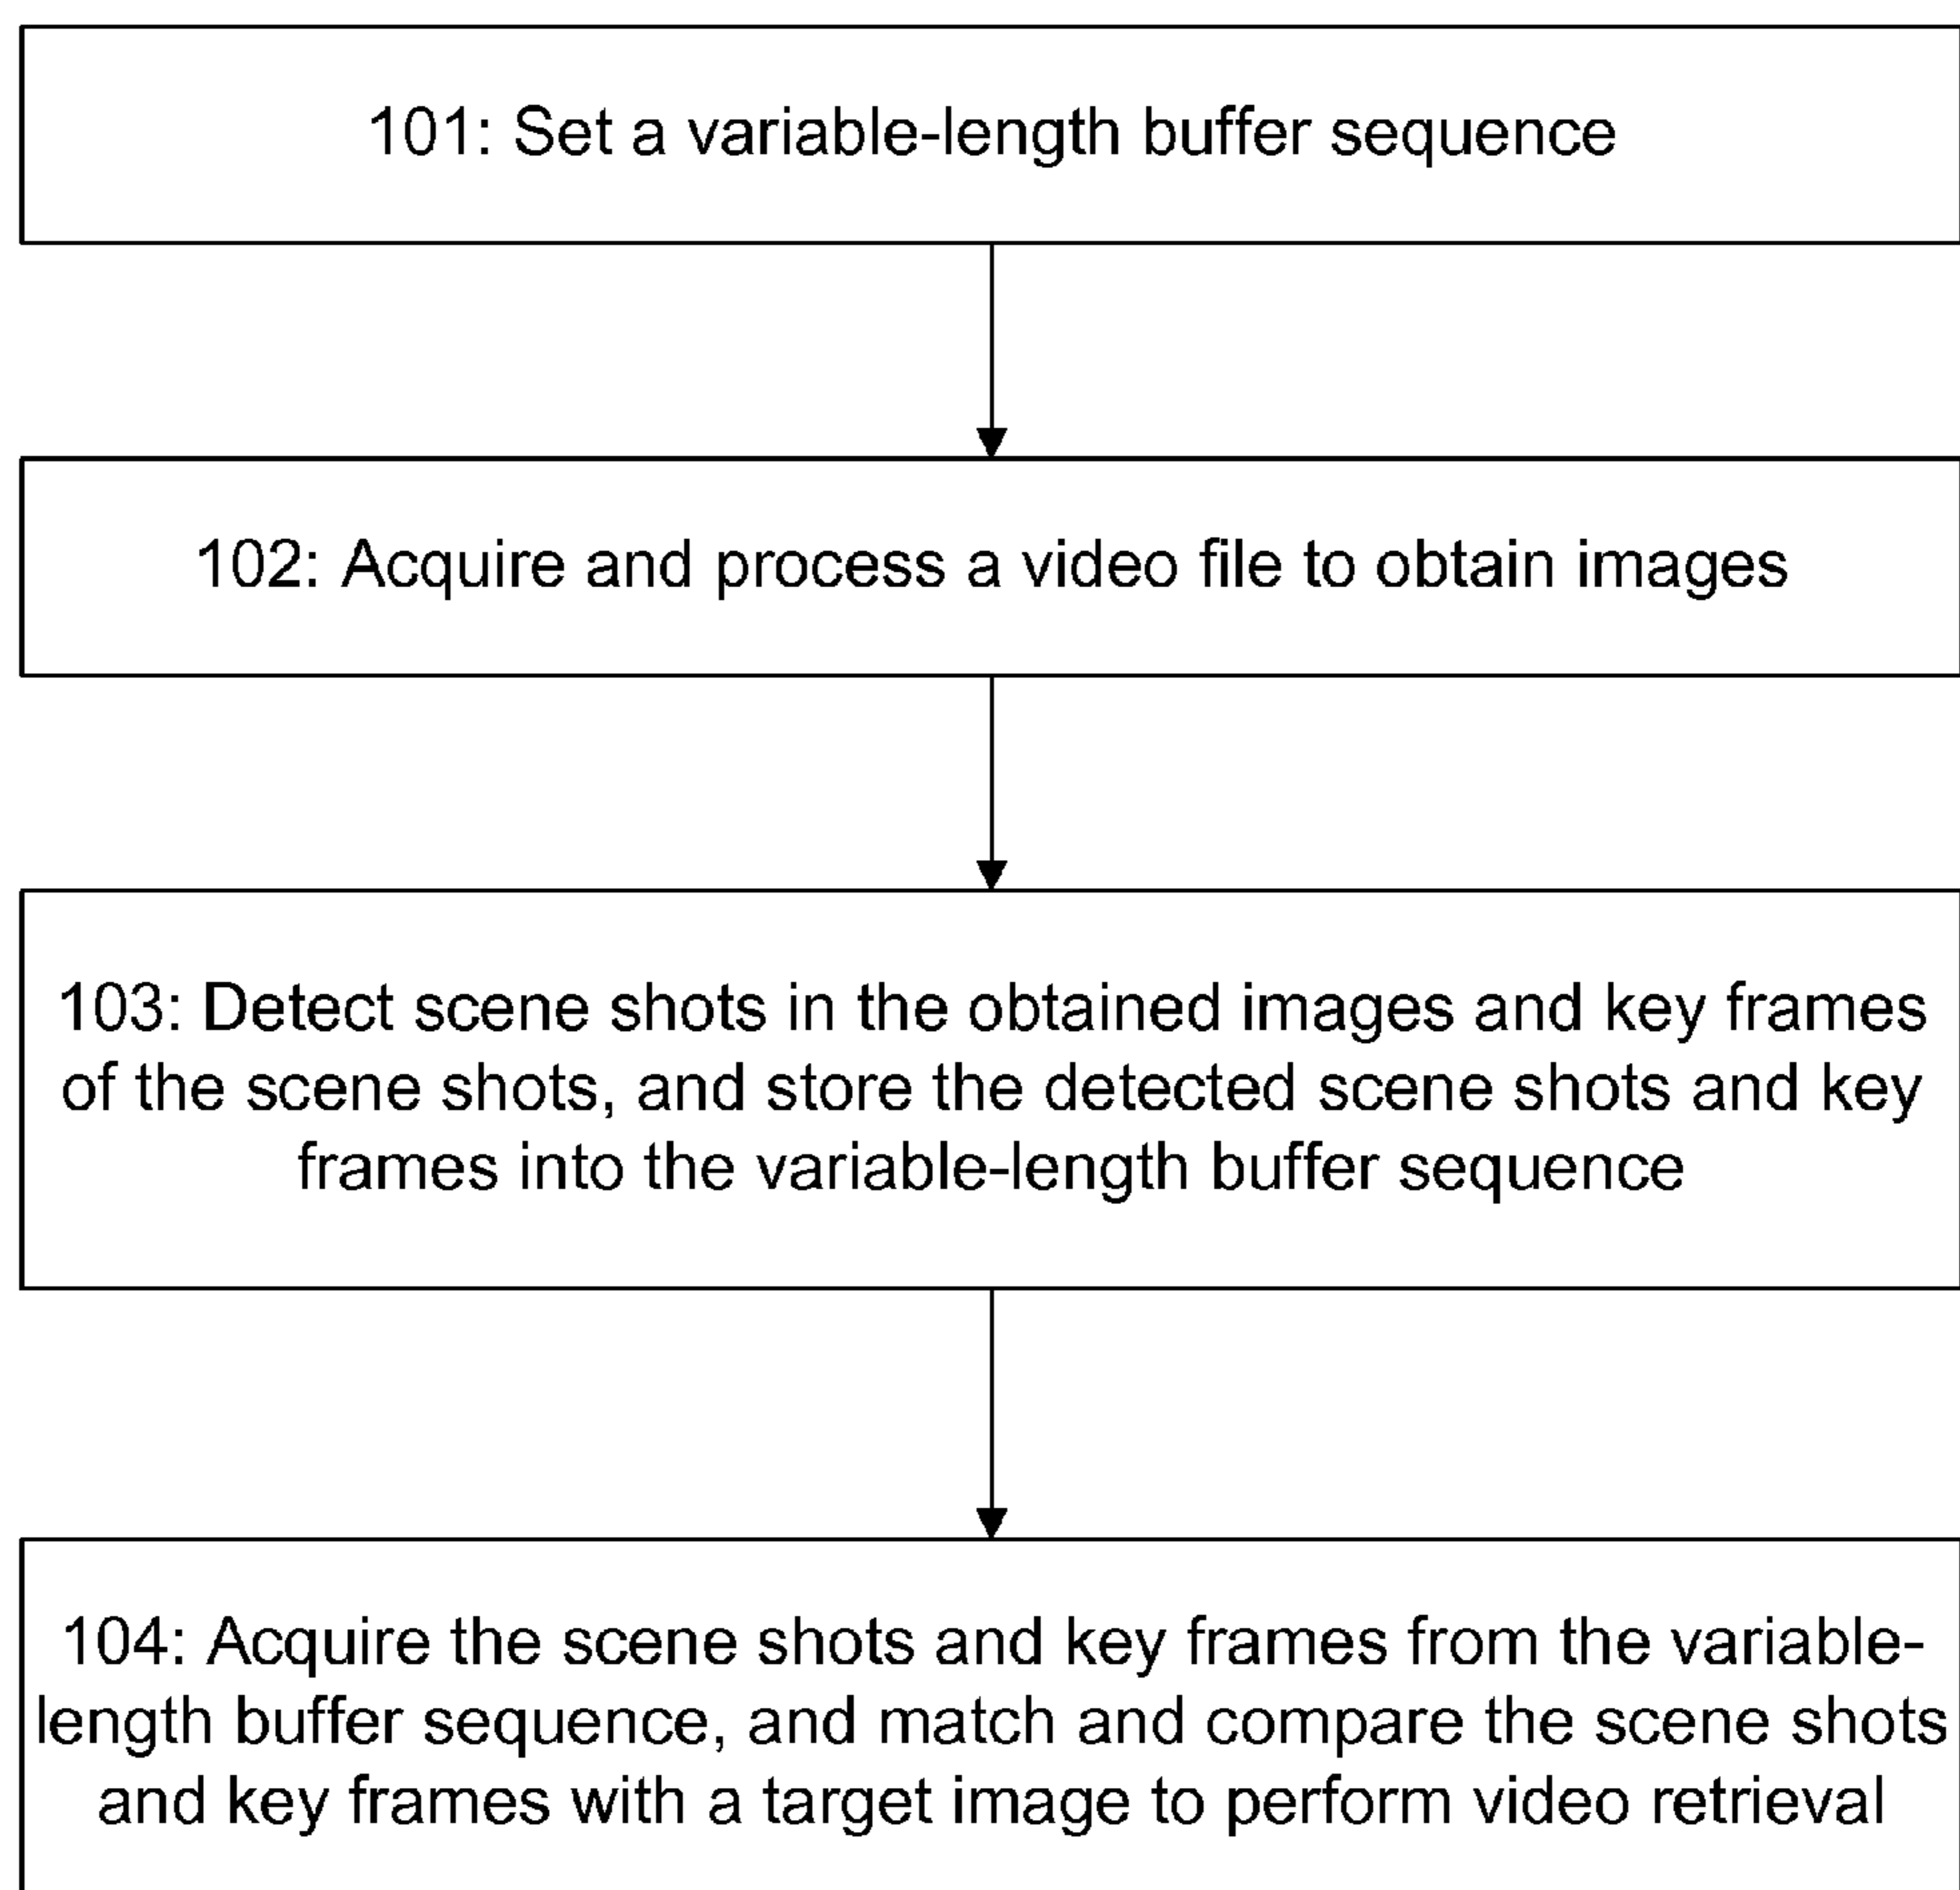 101: Set a variable-length buffer sequence
102: Acquire and process a video file to obtain images
103: Detect scene shots in the obtained images and key frames
of the scene shots, and store the detected scene shots and key
frames into the variable-length buffer sequence
104: Acquire the scene shots and key frames from the variable-
length buffer sequence, and match and compare the scene shots
and key frames with a target image to perform video retrieval